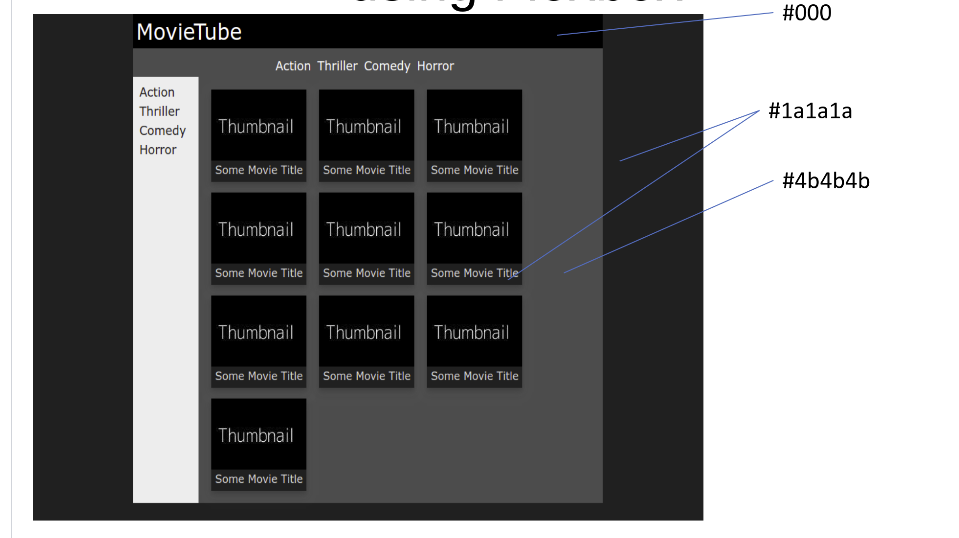 #000
MovieTube
Action Thriller Comedy Horror
Action
Thriller
Comedy
Horror
Thumbnail Thumbnail Thumbnail
Some Movie Title Some Movie Title Some Movie Title
Thumbnail Thumbnail Thumbnail
Some Movie Title Some Movie Title Some Movie Title
Thumbnail Thumbnail Thumbnail
Some Movie Title Some Movie Title Some Movie Title
Thumbnail
Some Movie Title
#1a1a1a
#4b4b4b